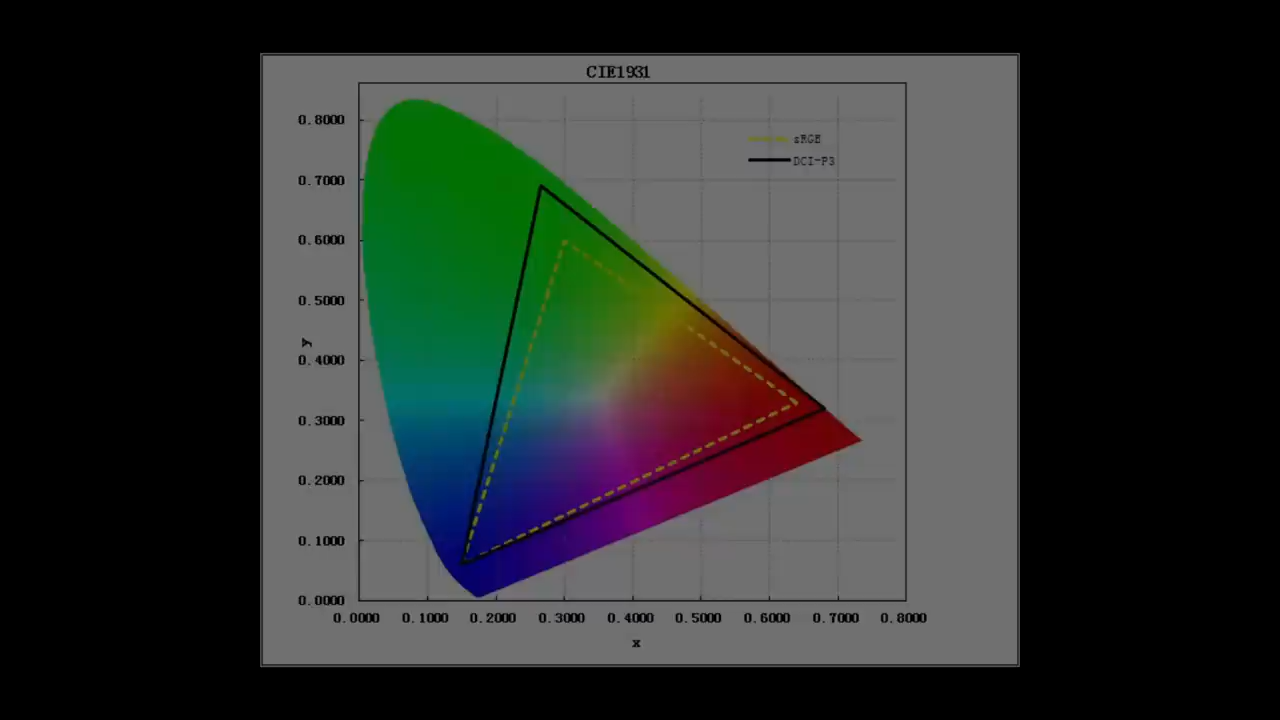 CIE1931
sRGB
DCI-P3
0.8000
0.7000
0.6000
0.5000
y
0.4000
0.3000
0.2000
0.1000
0.0000
0.0000 0.1000 0.2000 0.3000 0.4000 0.5000 0.6000 0.7000 0.8000
x